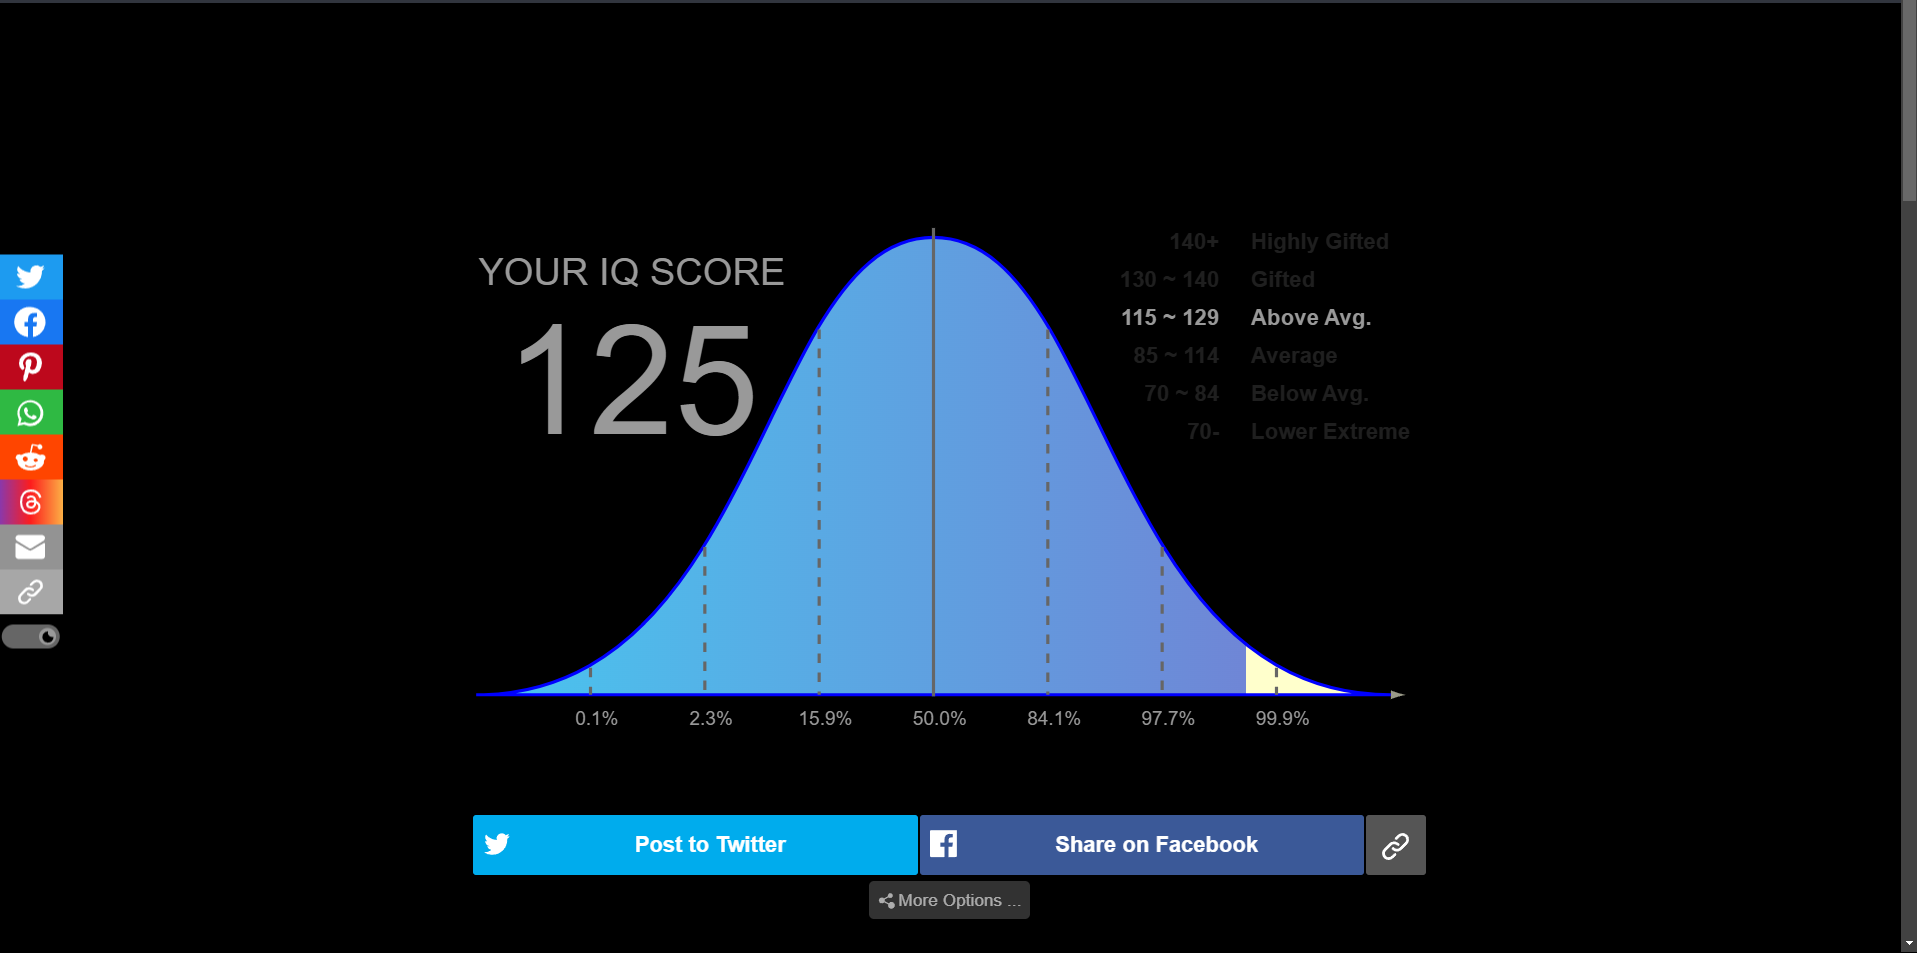 YOUR IQ SCORE
125
140+ Highly Gifted
130 ~ 140 Gifted
115 ~ 129 Above Avg.
85 ~ 114 Average
70 ~ 84 Below Avg.
70- Lower Extreme
0.1% 2.3% 15.9% 50.0% 84.1% 97.7% 99.9%
Post to Twitter
Share on Facebook
More Options ...